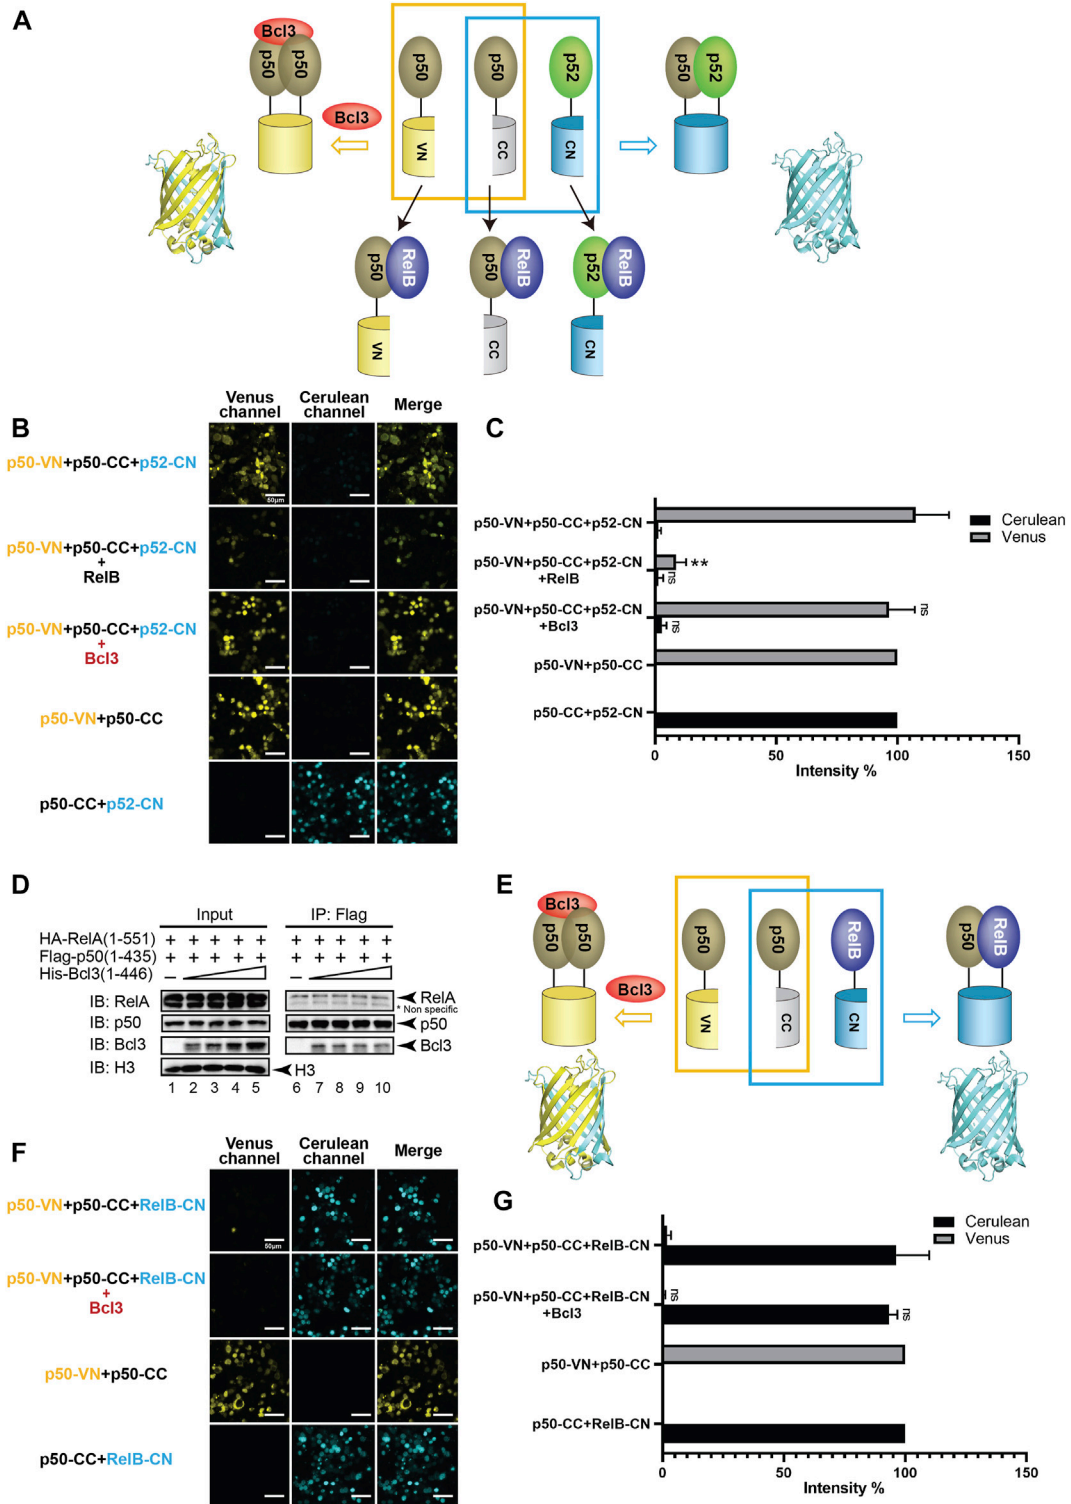 A
Bcl3
p50
p50
Bcl3
p50
VN
p50
CC
p52
CN
p50
p52
p50
RelB
VN
p50
RelB
CC
p52
RelB
CN
B
Venus channel
Cerulean channel
Merge
p50-VN+p50-CC+p52-CN
50μm
p50-VN+p50-CC+p52-CN
+
RelB
p50-VN+p50-CC+p52-CN
+
Bcl3
p50-VN+p50-CC
p50-CC+p52-CN
C
p50-VN+p50-CC+p52-CN
p50-VN+p50-CC+p52-CN
+RelB
**
ns
p50-VN+p50-CC+p52-CN
+Bcl3
ns
ns
p50-VN+p50-CC
p50-CC+p52-CN
Cerulean
Venus
0 50 100 150
Intensity %
D
Input
IP: Flag
HA-RelA(1-551) + + + + + + + + + +
Flag-p50(1-435) + + + + + + + + + +
His-Bcl3(1-446) — —
IB: RelA
RelA
* Non specific
IB: p50
p50
IB: Bcl3
Bcl3
IB: H3
H3
1 2 3 4 5 6 7 8 9 10
E
Bcl3
p50
p50
Bcl3
p50
VN
p50
CC
RelB
CN
p50
RelB
F
Venus channel
Cerulean channel
Merge
p50-VN+p50-CC+RelB-CN
50μm
p50-VN+p50-CC+RelB-CN
+
Bcl3
p50-VN+p50-CC
p50-CC+RelB-CN
G
p50-VN+p50-CC+RelB-CN
p50-VN+p50-CC+RelB-CN
+Bcl3
ns
ns
p50-VN+p50-CC
p50-CC+RelB-CN
Cerulean
Venus
0 50 100 150
Intensity %